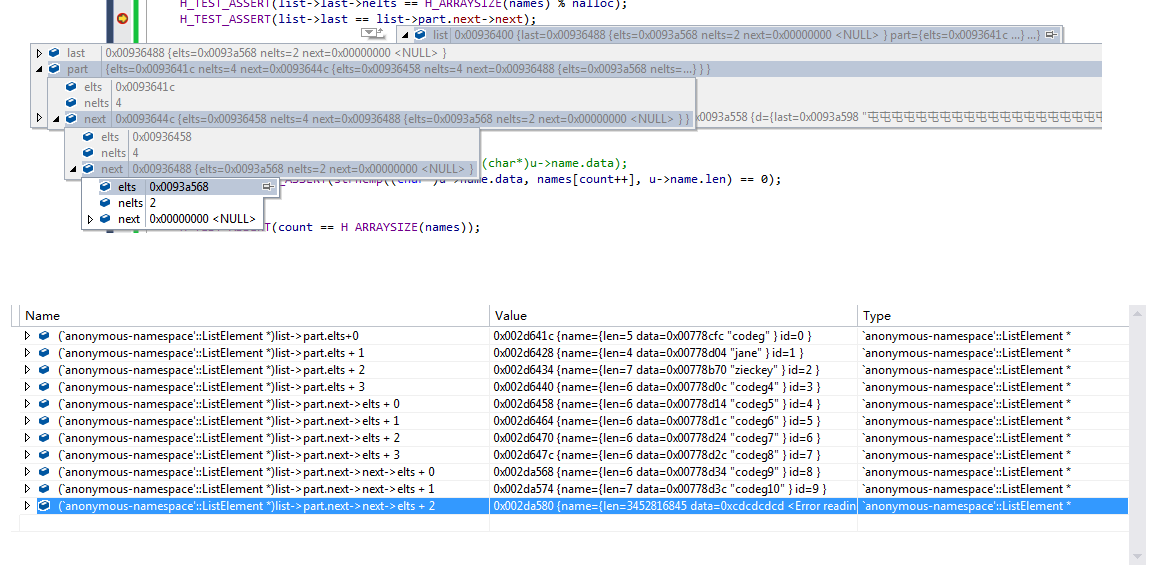 H_TEST_ASSERT(list->last->nelts == H_ARRAYSIZE(names) % nalloc);
H_TEST_ASSERT(list->last == list->part.next->next);
list 0x00936400 {last=0x00936488 {elts=0x0093a568 nelts=2 next=0x00000000 <NULL> } part={elts=0x0093641c ...} ...}
last 0x00936488 {elts=0x0093a568 nelts=2 next=0x00000000 <NULL> }
part {elts=0x0093641c nelts=4 next=0x0093644c {elts=0x00936458 nelts=4 next=0x00936488 {elts=0x0093a568 nelts=...} } }
elts 0x0093641c
nelts 4
next 0x0093644c {elts=0x00936458 nelts=4 next=0x00936488 {elts=0x0093a568 nelts=2 next=0x00000000 <NULL> } } x0093a558 {d={last=0x0093a598 "屯屯屯屯屯屯屯屯屯屯屯屯屯屯
elts 0x00936458
nelts 4
next 0x00936488 {elts=0x0093a568 nelts=2 next=0x00000000 <NULL> } (char*)u->name.data);
elts 0x0093a568 _ASSERT(strncmp((char*)u->name.data, names[count++], u->name.len) == 0);
nelts 2
next 0x00000000 <NULL> (count == H_ARRAYSIZE(names));
Name Value Type
(`anonymous-namespace'::ListElement *)list->part.elts+0 0x002d641c {name={len=5 data=0x00778cfc "codeg" } id=0 } `anonymous-namespace'::ListElement *
(`anonymous-namespace'::ListElement *)list->part.elts + 1 0x002d6428 {name={len=4 data=0x00778d04 "jane" } id=1 } `anonymous-namespace'::ListElement *
(`anonymous-namespace'::ListElement *)list->part.elts + 2 0x002d6434 {name={len=7 data=0x00778b70 "zieckey" } id=2 } `anonymous-namespace'::ListElement *
(`anonymous-namespace'::ListElement *)list->part.elts + 3 0x002d6440 {name={len=6 data=0x00778d0c "codeg4" } id=3 } `anonymous-namespace'::ListElement *
(`anonymous-namespace'::ListElement *)list->part.next->elts + 0 0x002d6458 {name={len=6 data=0x00778d14 "codeg5" } id=4 } `anonymous-namespace'::ListElement *
(`anonymous-namespace'::ListElement *)list->part.next->elts + 1 0x002d6464 {name={len=6 data=0x00778d1c "codeg6" } id=5 } `anonymous-namespace'::ListElement *
(`anonymous-namespace'::ListElement *)list->part.next->elts + 2 0x002d6470 {name={len=6 data=0x00778d24 "codeg7" } id=6 } `anonymous-namespace'::ListElement *
(`anonymous-namespace'::ListElement *)list->part.next->elts + 3 0x002d647c {name={len=6 data=0x00778d2c "codeg8" } id=7 } `anonymous-namespace'::ListElement *
(`anonymous-namespace'::ListElement *)list->part.next->next->elts + 0 0x002da568 {name={len=6 data=0x00778d34 "codeg9" } id=8 } `anonymous-namespace'::ListElement *
(`anonymous-namespace'::ListElement *)list->part.next->next->elts + 1 0x002da574 {name={len=7 data=0x00778d3c "codeg10" } id=9 } `anonymous-namespace'::ListElement *
(`anonymous-namespace'::ListElement *)list->part.next->next->elts + 2 0x002da580 {name={len=3452816845 data=0xcdcdcdcd <Error readin `anonymous-namespace'::ListElement *